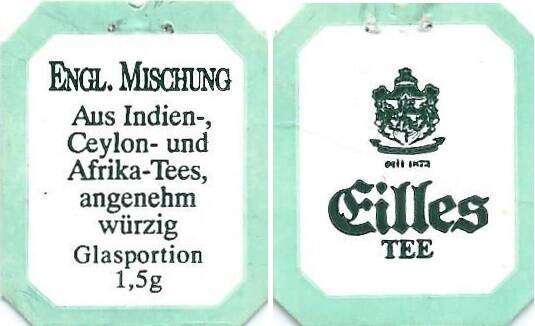 ENGL. MISCHUNG
Aus Indien-,
Ceylon- und
Afrika-Tees,
angenehm
würzig
Glasportion
1,5g
seit 1873
Eilles
TEE